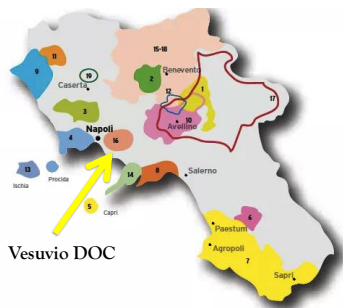 15-18
11
9
19
2
Benevento
1
Caserta
12
17
3
10
Avellino
Napoli
4
16
13
Procida
Ischia
14
8
Salerno
5
Capri
6
Paestum
Agropoli
7
Sapri
Vesuvio DOC